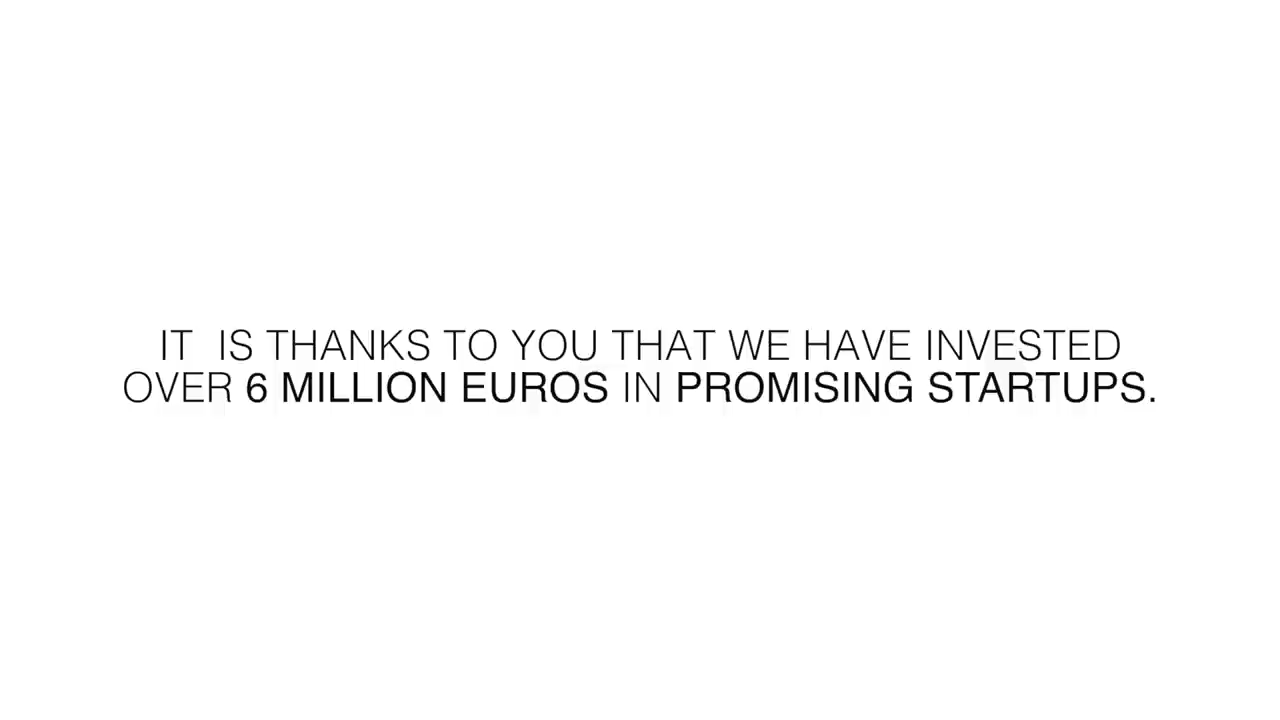 IT  IS THANKS TO YOU THAT WE HAVE INVESTED
OVER 6 MILLION EUROS IN PROMISING STARTUPS.